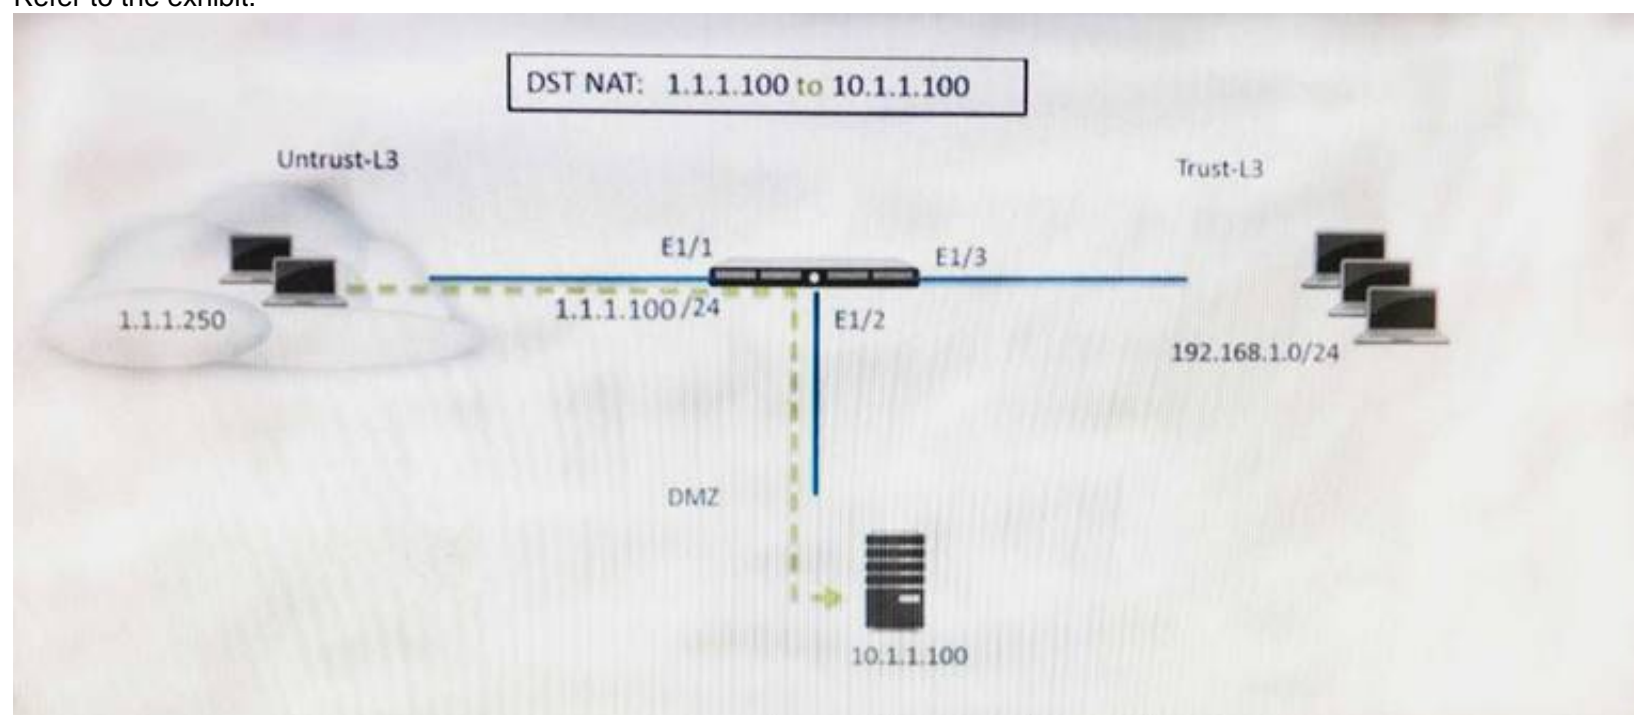 Refer to the exhibit.
DST NAT: 1.1.1.100 to 10.1.1.100
Untrust-L3
Trust-L3
E1/1
E1/3
1.1.1.250
1.1.1.100/24
E1/2
192.168.1.0/24
DMZ
10.1.1.100